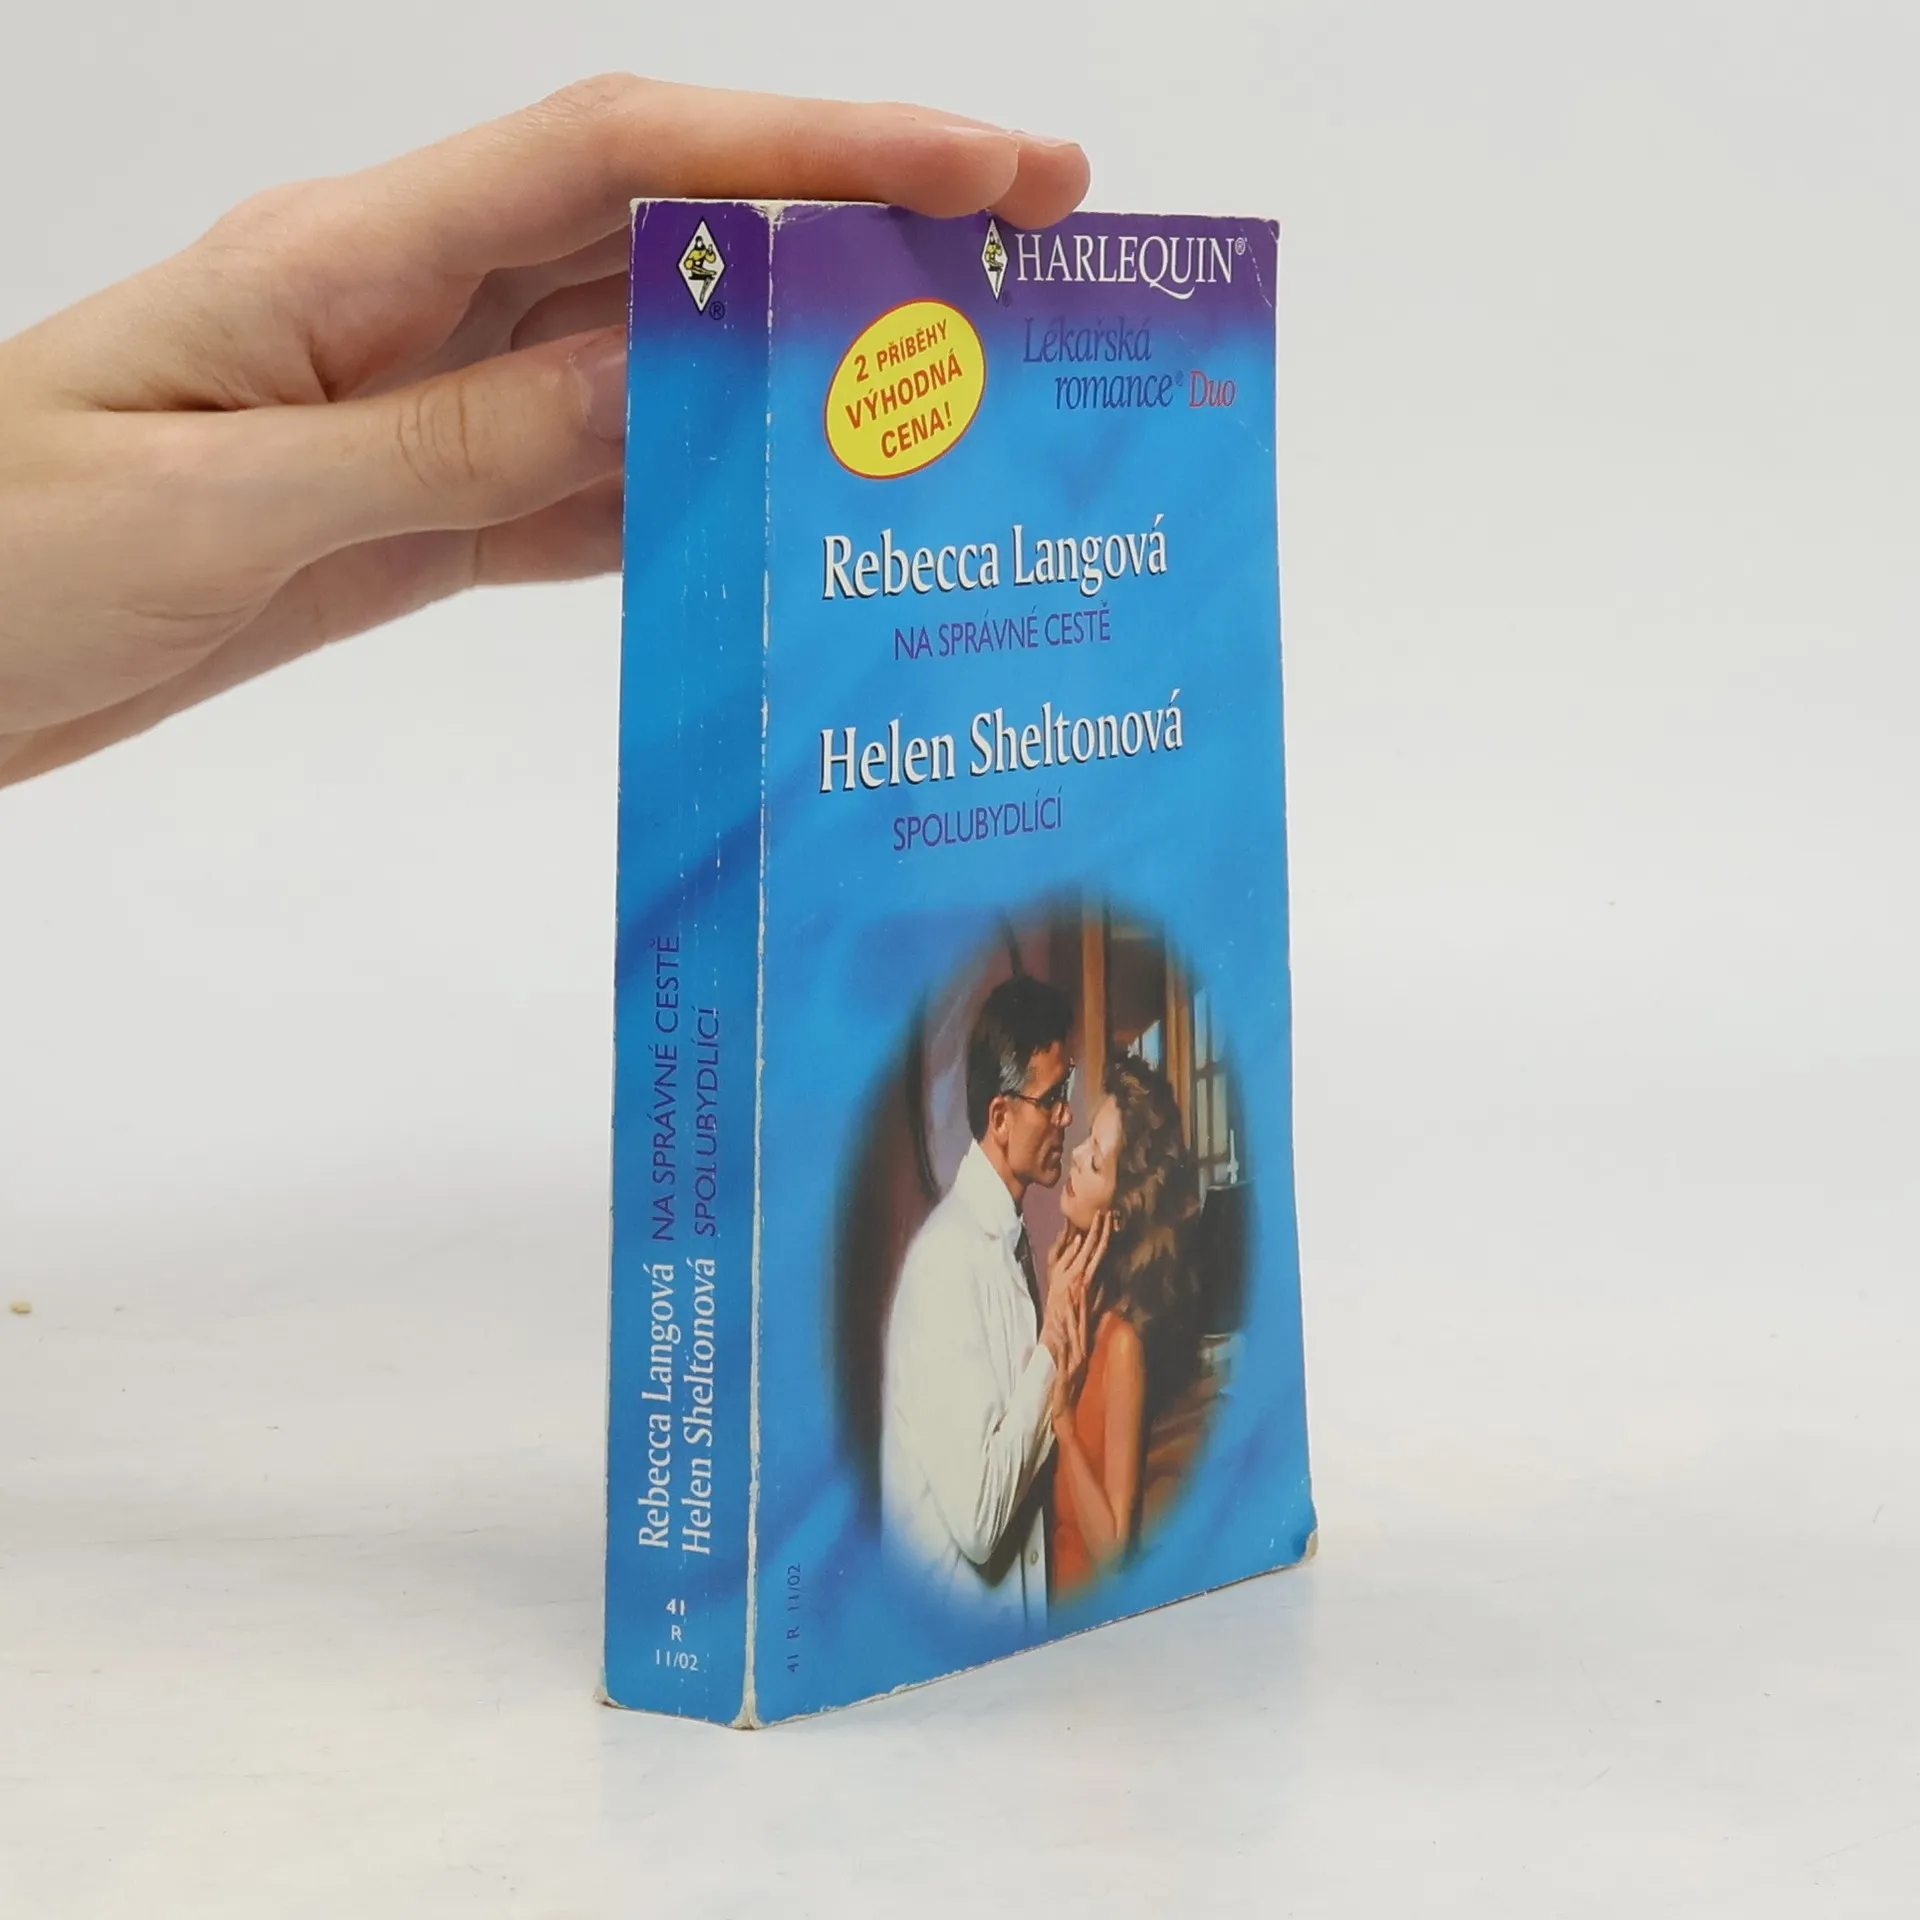 HARLEQUIN®
Lékařská
romance® Duo
2 PŘÍBĚHY
VÝHODNÁ
CENA!
Rebecca Langová
NA SPRÁVNÉ CESTĚ
Helen Sheltonová
SPOLUBYDLÍCÍ
41 R 11/02
®
Rebecca Langová NA SPRÁVNÉ CESTĚ
Helen Sheltonová SPOLUBYDLÍCÍ
41
R
11/02